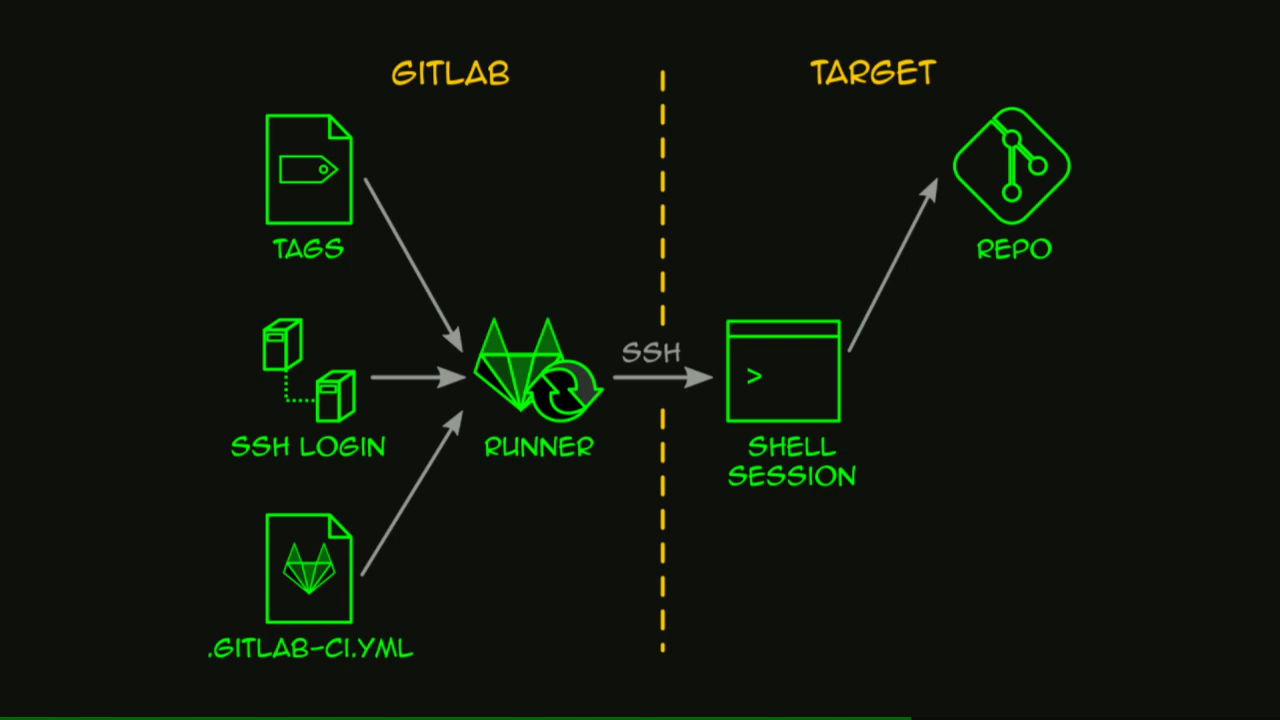 GITLAB
TARGET
TAGS
REPO
SSH
SSH LOGIN
RUNNER
>
SHELL
SESSION
.GITLAB-CI.YML